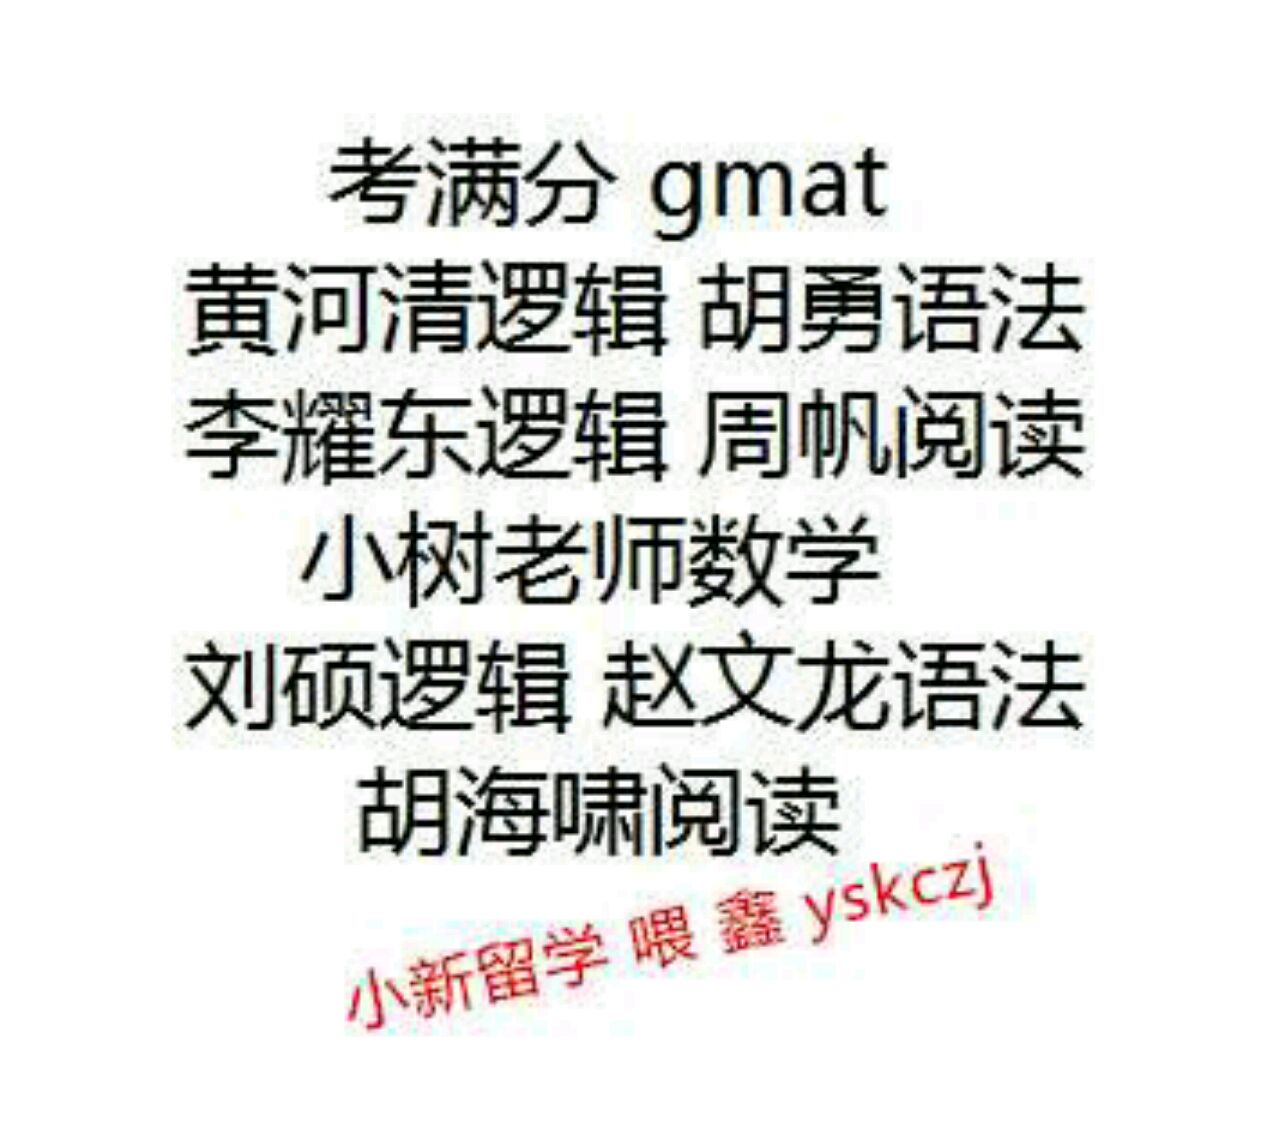 考满分 gmat
黄河清逻辑 胡勇语法
李耀东逻辑 周帆阅读
小树老师数学
刘硕逻辑 赵文龙语法
胡海啸阅读
小新留学 喂 鑫 yskczj